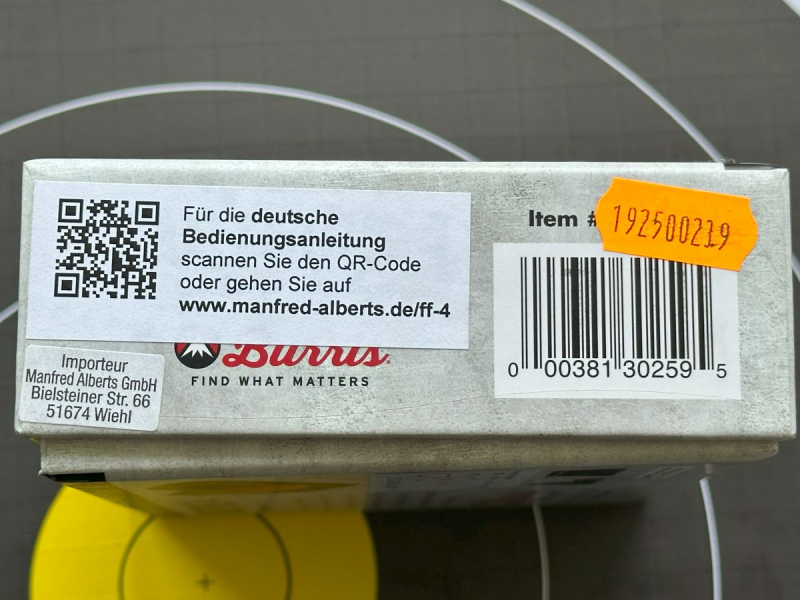 Für die deutsche
Bedienungsanleitung
scannen Sie den QR-Code
oder gehen Sie auf
www.manfred-alberts.de/ff-4
Item #
192500219
0 00381 30259 5
Burris
FIND WHAT MATTERS
Importeur
Manfred Alberts GmbH
Bielsteiner Str. 66
51674 Wiehl